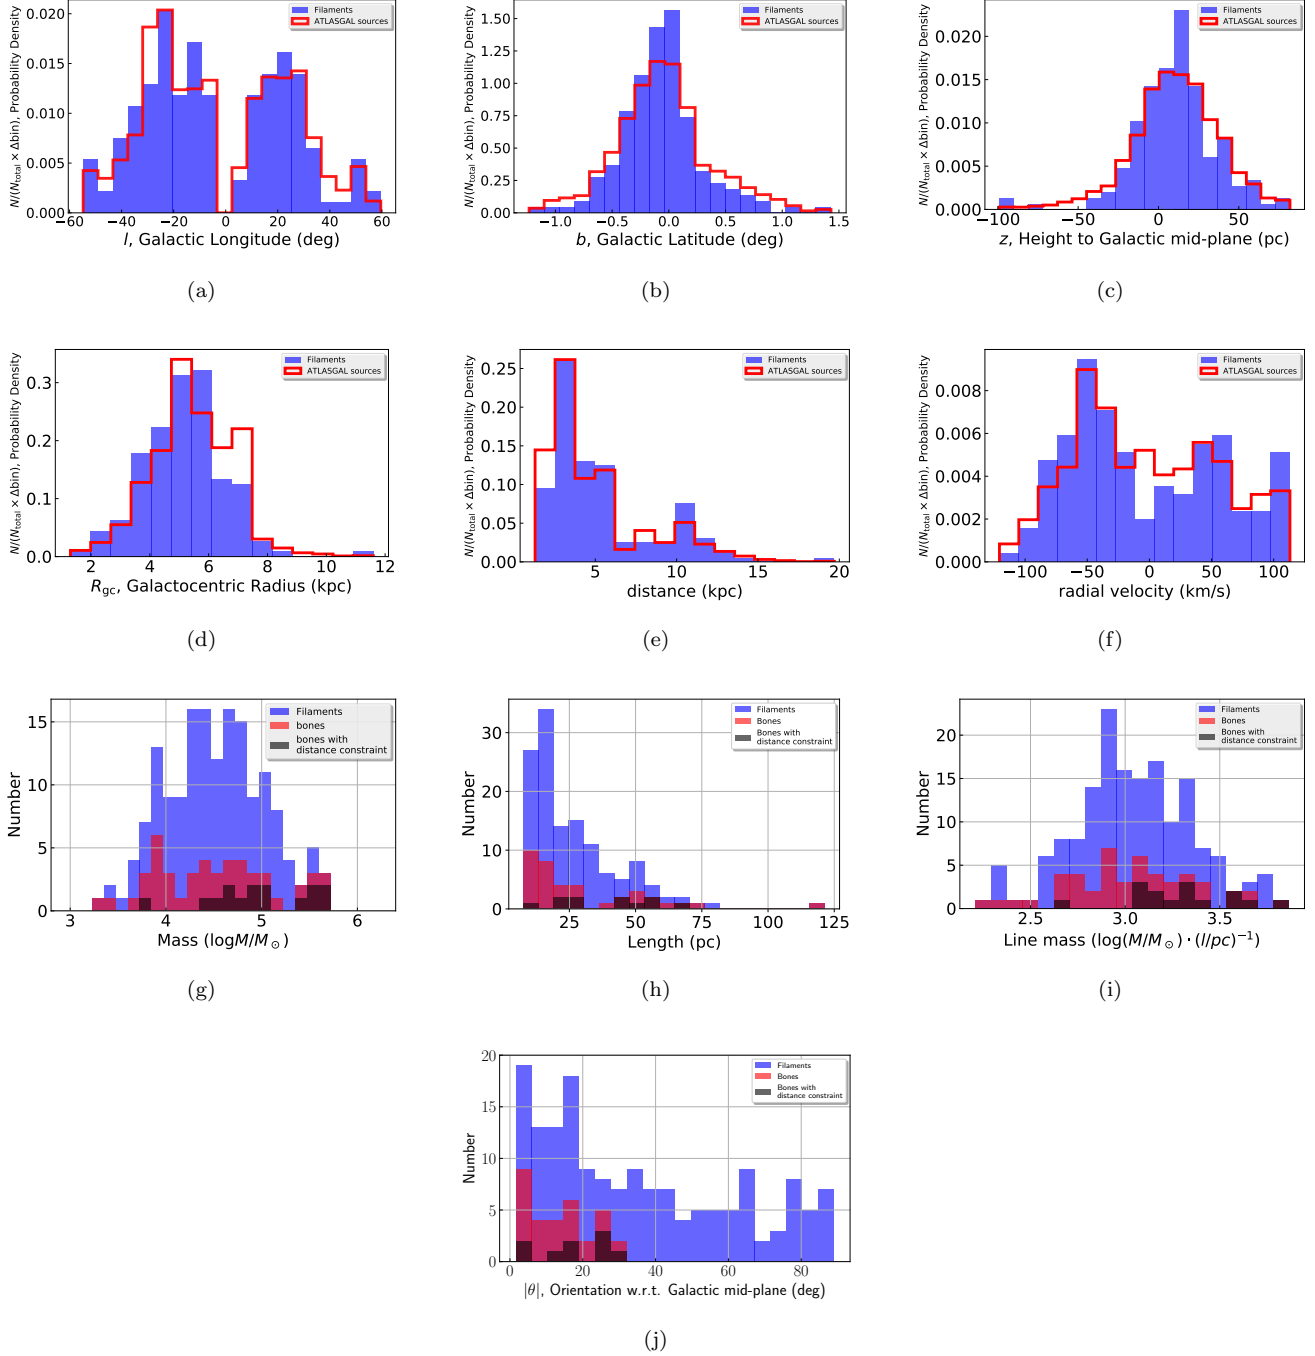 0.020
0.015
0.010
0.005
0.000
−60
−40
−20
0
20
40
60
N/(N_total × Δbin), Probability Density
l, Galactic Longitude (deg)
Filaments
ATLASGAL sources
(a)
1.50
1.25
1.00
0.75
0.50
0.25
0.00
−1.0
−0.5
0.0
0.5
1.0
1.5
N/(N_total × Δbin), Probability Density
b, Galactic Latitude (deg)
Filaments
ATLASGAL sources
(b)
0.020
0.015
0.010
0.005
0.000
−100
−50
0
50
N/(N_total × Δbin), Probability Density
z, Height to Galactic mid-plane (pc)
Filaments
ATLASGAL sources
(c)
0.3
0.2
0.1
0.0
2
4
6
8
10
12
N/(N_total × Δbin), Probability Density
R_gc, Galactocentric Radius (kpc)
Filaments
ATLASGAL sources
(d)
0.25
0.20
0.15
0.10
0.05
0.00
5
10
15
20
N/(N_total × Δbin), Probability Density
distance (kpc)
Filaments
ATLASGAL sources
(e)
0.008
0.006
0.004
0.002
0.000
−100
−50
0
50
100
N/(N_total × Δbin), Probability Density
radial velocity (km/s)
Filaments
ATLASGAL sources
(f)
15
10
5
0
3
4
5
6
Number
Mass (logM/M⊙)
Filaments
bones
bones with
distance constraint
(g)
30
20
10
0
0
25
50
75
100
125
Number
Length (pc)
Filaments
Bones
Bones with
distance constraint
(h)
20
15
10
5
0
2.5
3.0
3.5
Number
Line mass (log(M/M⊙)·(l/pc)⁻¹)
Filaments
Bones
Bones with
distance constraint
(i)
20
15
10
5
0
0
20
40
60
80
Number
|θ|, Orientation w.r.t. Galactic mid-plane (deg)
Filaments
Bones
Bones with
distance constraint
(j)